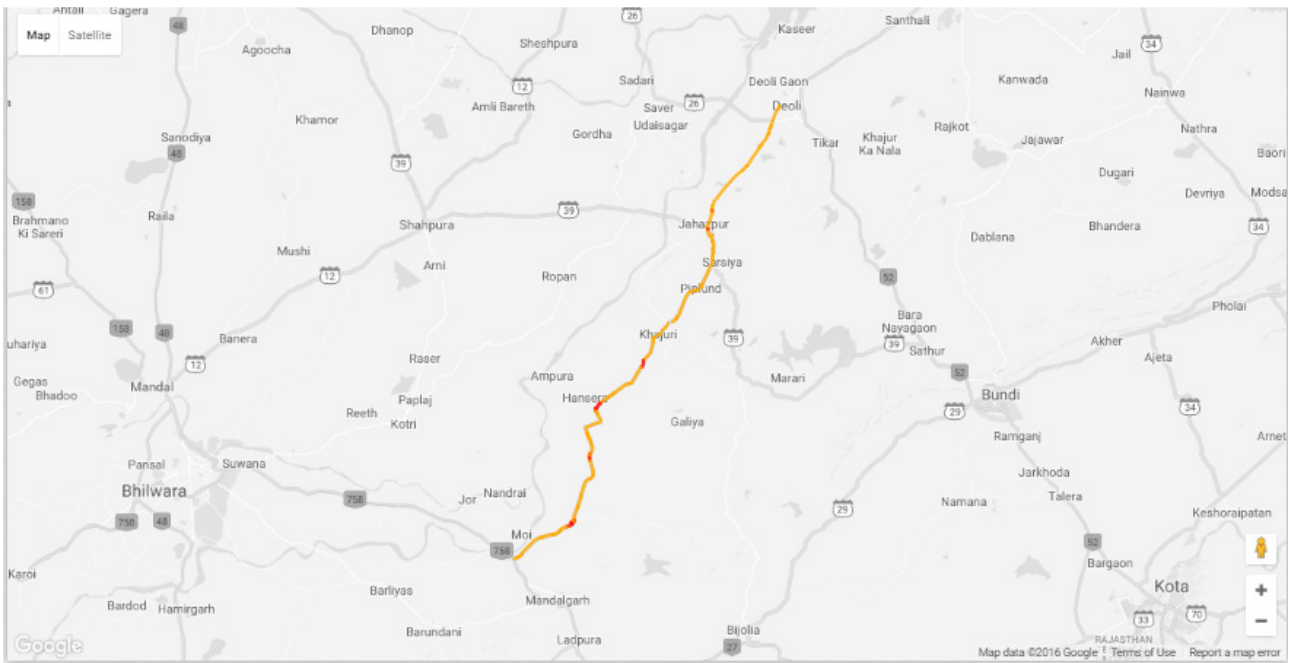 Antali
Gagera
26
Santhali
48
Map
Satellite
Dhanop
Kaseer
Sheshpura
34
Agoocha
Jail
Sadari
Deoli Gaon
Kanwada
12
Nainwa
Amli Bareth
Saver
26
Deoli
Khamor
Udaisagar
Rajkot
Nathra
Sanodiya
Gordha
Tikar
Khajur
Ka Nala
Jajawar
48
39
Baori
Dugari
Devriya
Modsa
158
Brahmano
Ki Sareri
Raila
39
Shahpura
Jahazpur
Bhandera
34
Dablana
Mushi
Arni
Sarsiya
12
Ropan
52
61
Piplund
Pholai
Bara
Nayagaon
158
48
Khajuri
39
uhariya
Banera
39
Sathur
Akher
Ajeta
12
Raser
52
Gegas
Bhadoo
Mandal
Ampura
Marari
Paplaj
Hansera
Bundi
Reeth
Kotri
Galiya
29
34
Ramganj
Arnet
Pansal
Suwana
Jarkhoda
Bhilwara
758
Jor
Nandrai
Namana
Talera
29
Keshoraipatan
758
48
Moi
758
52
Bargaon
Karoi
Barliyas
Kota
+
Bardod
Hamirgarh
Mandalgarh
70
33
−
Barundani
Bijolia
Ladpura
27
RAJASTHAN
Google
Map data ©2016 Google
Terms of Use
Report a map error